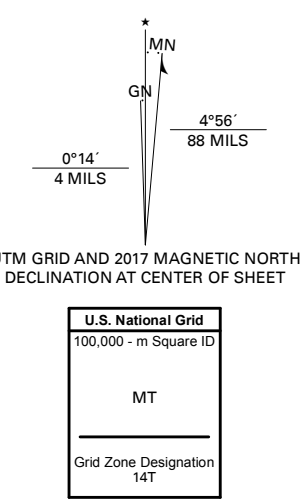 ★
MN
GN
4°56´
88 MILS
0°14´
4 MILS
UTM GRID AND 2017 MAGNETIC NORTH
DECLINATION AT CENTER OF SHEET
U.S. National Grid
100,000 - m Square ID
MT
Grid Zone Designation
14T